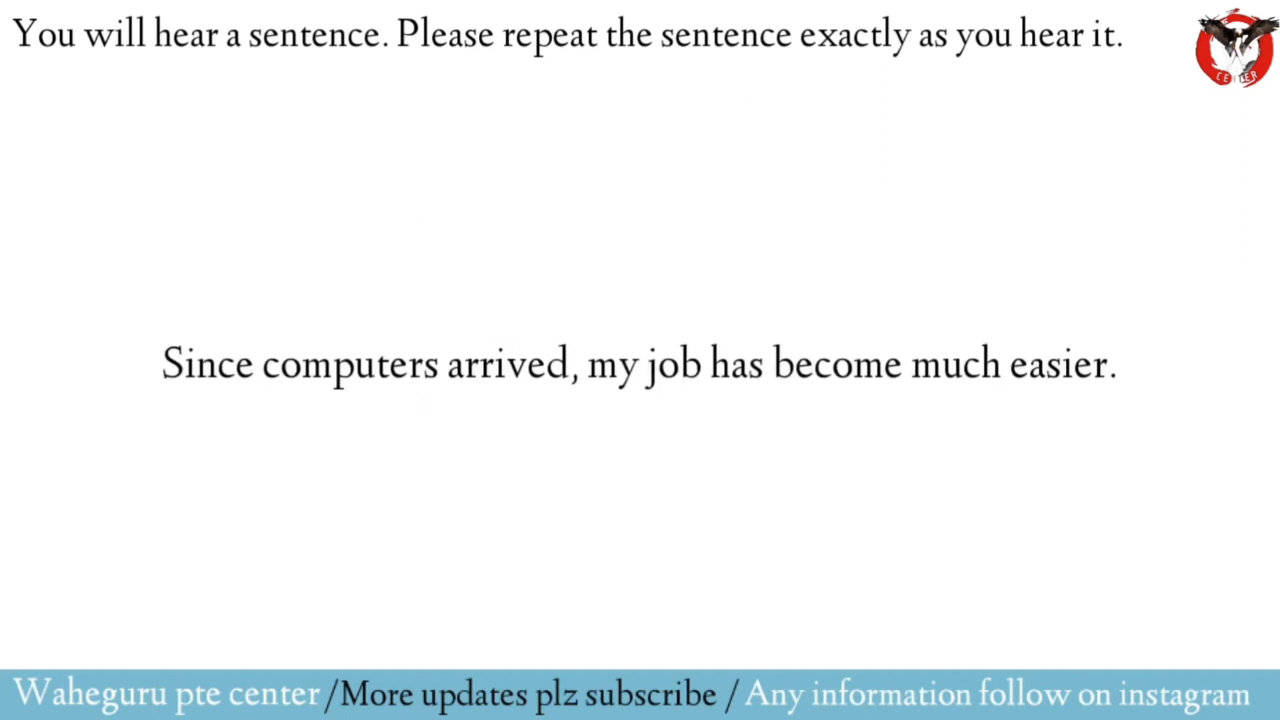 You will hear a sentence. Please repeat the sentence exactly as you hear it.
CENTER
Since computers arrived, my job has become much easier.
Waheguru pte center /More updates plz subscribe / Any information follow on instagram